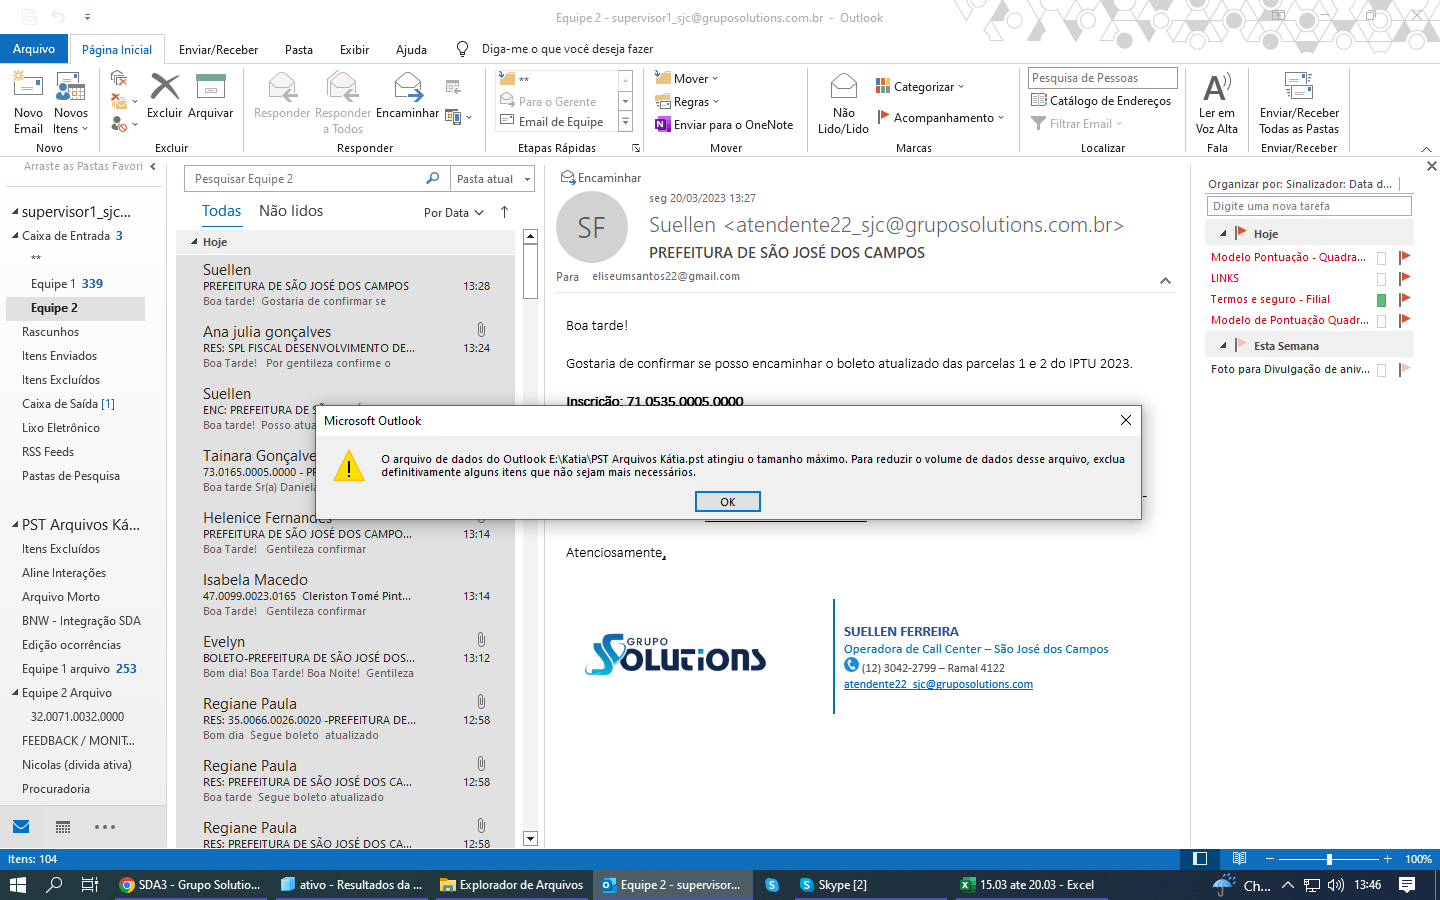 Equipe 2 - supervisor1_sjc@gruposolutions.com.br - Outlook
Arquivo
Página Inicial
Enviar/Receber
Pasta
Exibir
Ajuda
Diga-me o que você deseja fazer
Novo Email
Novos Itens
Novo
Excluir
Arquivar
Excluir
Responder
Responder a Todos
Encaminhar
Responder
**
Para o Gerente
Email de Equipe
Etapas Rápidas
Mover
Regras
Enviar para o OneNote
Mover
Não Lido/Lido
Categorizar
Acompanhamento
Marcas
Pesquisa de Pessoas
Catálogo de Endereços
Filtrar Email
Localizar
Ler em Voz Alta
Fala
Enviar/Receber Todas as Pastas
Enviar/Receber
Arraste as Pastas Favori
supervisor1_sjc...
Caixa de Entrada 3
**
Equipe 1 339
Equipe 2
Rascunhos
Itens Enviados
Itens Excluídos
Caixa de Saída [1]
Lixo Eletrônico
RSS Feeds
Pastas de Pesquisa
PST Arquivos Ká...
Itens Excluídos
Aline Interações
Arquivo Morto
BNW - Integração SDA
Edição ocorrências
Equipe 1 arquivo 253
Equipe 2 Arquivo
32.0071.0032.0000
FEEDBACK / MONIT...
Nicolas (divida ativa)
Procuradoria
Pesquisar Equipe 2
Pasta atual
Todas
Não lidos
Por Data
Hoje
Suellen
PREFEITURA DE SÃO JOSÉ DOS CAMPOS 13:28
Boa tarde! Gostaria de confirmar se
Ana julia gonçalves
RES: SPL FISCAL DESENVOLVIMENTO DE... 13:24
Boa Tarde! Por gentileza confirme o
Suellen
ENC: PREFEITURA DE
Boa tarde! Posso atua
Tainara Gonçalve
73.0165.0005.0000 - P
Boa tarde Sr(a) Daniela
Helenice Fernandes
PREFEITURA DE SÃO JOSÉ DOS CAMPO... 13:14
Boa Tarde! Gentileza confirmar
Isabela Macedo
47.0099.0023.0165 Cleriston Tomé Pint... 13:14
Boa Tarde! Gentileza confirmar
Evelyn
BOLETO-PREFEITURA DE SÃO JOSÉ DOS... 13:12
Bom dia! Boa Tarde! Boa Noite! Gentileza
Regiane Paula
RES: 35.0066.0026.0020 -PREFEITURA DE... 12:58
Bom dia Segue boleto atualizado
Regiane Paula
RES: PREFEITURA DE SÃO JOSÉ DOS CA... 12:58
Boa tarde Segue boleto atualizado
Regiane Paula
RES: PREFEITURA DE SÃO JOSÉ DOS CA... 12:58
Encaminhar
SF
seg 20/03/2023 13:27
Suellen <atendente22_sjc@gruposolutions.com.br>
PREFEITURA DE SÃO JOSÉ DOS CAMPOS
Para eliseumsantos22@gmail.com
Boa tarde!
Gostaria de confirmar se posso encaminhar o boleto atualizado das parcelas 1 e 2 do IPTU 2023.
Inscrição: 71.0535.0005.0000
Microsoft Outlook
O arquivo de dados do Outlook E:\Katia\PST Arquivos Kátia.pst atingiu o tamanho máximo. Para reduzir o volume de dados desse arquivo, exclua
definitivamente alguns itens que não sejam mais necessários.
OK
Atenciosamente,
GRUPO
SOLUTIONS
SUELLEN FERREIRA
Operadora de Call Center – São José dos Campos
(12) 3042-2799 – Ramal 4122
atendente22_sjc@gruposolutions.com
Organizar por: Sinalizador: Data d...
Digite uma nova tarefa
Hoje
Modelo Pontuação - Quadra...
LINKS
Termos e seguro - Filial
Modelo de Pontuação Quadr...
Esta Semana
Foto para Divulgação de aniv...
Itens: 104
100%
SDA3 - Grupo Solutio...
ativo - Resultados da ...
Explorador de Arquivos
Equipe 2 - supervisor...
Skype [2]
15.03 ate 20.03 - Excel
Ch...
13:46